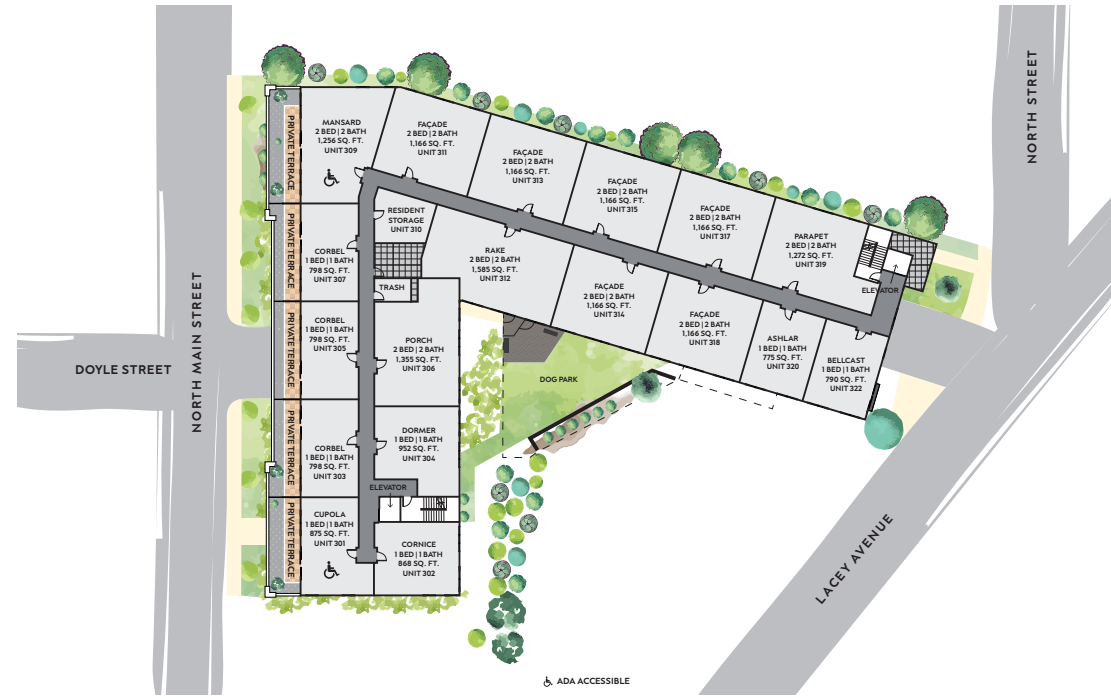 NORTH STREET
MANSARD
2 BED | 2 BATH
1,256 SQ. FT.
UNIT 309
FAÇADE
2 BED | 2 BATH
1,166 SQ. FT.
UNIT 311
FAÇADE
2 BED | 2 BATH
1,166 SQ. FT.
UNIT 313
FAÇADE
2 BED | 2 BATH
1,166 SQ. FT.
UNIT 315
FAÇADE
2 BED | 2 BATH
1,166 SQ. FT.
UNIT 317
PARAPET
2 BED | 2 BATH
1,272 SQ. FT.
UNIT 319
ELEVATOR
PRIVATE TERRACE
PRIVATE TERRACE
PRIVATE TERRACE
PRIVATE TERRACE
PRIVATE TERRACE
RESIDENT
STORAGE
UNIT 310
TRASH
CORBEL
1 BED | 1 BATH
798 SQ. FT.
UNIT 307
RAKE
2 BED | 2 BATH
1,585 SQ. FT.
UNIT 312
FAÇADE
2 BED | 2 BATH
1,166 SQ. FT.
UNIT 314
FAÇADE
2 BED | 2 BATH
1,166 SQ. FT.
UNIT 318
ASHLAR
1 BED | 1 BATH
775 SQ. FT.
UNIT 320
BELLCAST
1 BED | 1 BATH
790 SQ. FT.
UNIT 322
CORBEL
1 BED | 1 BATH
798 SQ. FT.
UNIT 305
PORCH
2 BED | 2 BATH
1,355 SQ. FT.
UNIT 306
DOG PARK
DOYLE STREET
NORTH MAIN STREET
DORMER
1 BED | 1 BATH
952 SQ. FT.
UNIT 304
CORBEL
1 BED | 1 BATH
798 SQ. FT.
UNIT 303
ELEVATOR
CUPOLA
1 BED | 1 BATH
875 SQ. FT.
UNIT 301
CORNICE
1 BED | 1 BATH
868 SQ. FT.
UNIT 302
LACEY AVENUE
ADA ACCESSIBLE